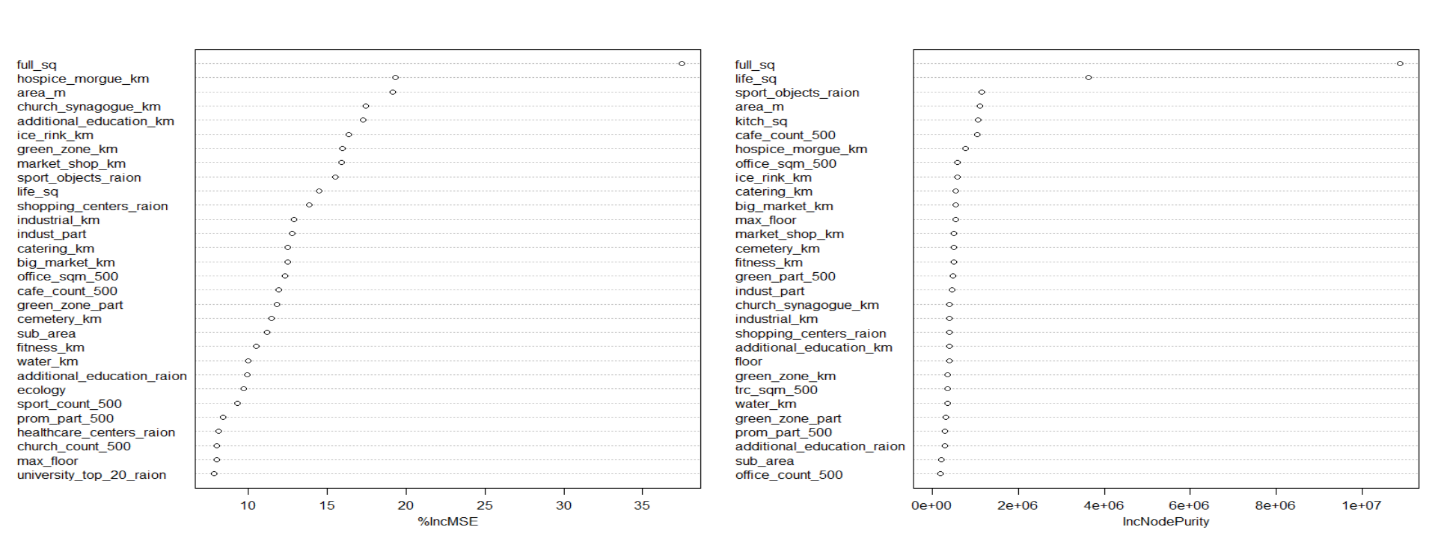 full_sq
hospice_morgue_km
area_m
church_synagogue_km
additional_education_km
ice_rink_km
green_zone_km
market_shop_km
sport_objects_raion
life_sq
shopping_centers_raion
industrial_km
indust_part
catering_km
big_market_km
office_sqm_500
cafe_count_500
green_zone_part
cemetery_km
sub_area
fitness_km
water_km
additional_education_raion
ecology
sport_count_500
prom_part_500
healthcare_centers_raion
church_count_500
max_floor
university_top_20_raion
10 15 20 25 30 35
%IncMSE
full_sq
life_sq
sport_objects_raion
area_m
kitch_sq
cafe_count_500
hospice_morgue_km
office_sqm_500
ice_rink_km
catering_km
big_market_km
max_floor
market_shop_km
cemetery_km
fitness_km
green_part_500
indust_part
church_synagogue_km
industrial_km
shopping_centers_raion
additional_education_km
floor
green_zone_km
trc_sqm_500
water_km
green_zone_part
prom_part_500
additional_education_raion
sub_area
office_count_500
0e+00 2e+06 4e+06 6e+06 8e+06 1e+07
IncNodePurity